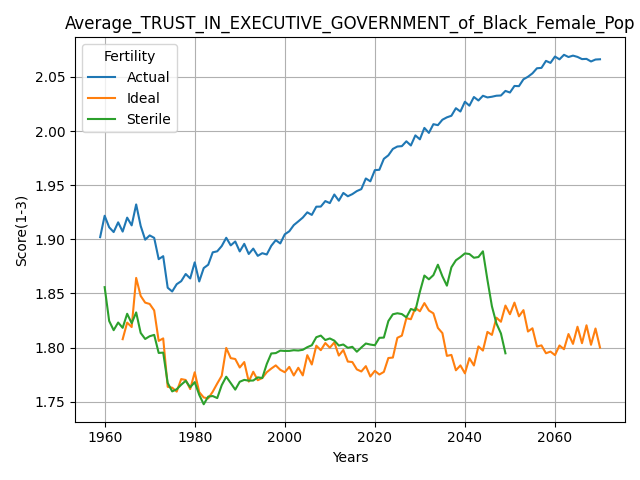 Average_TRUST_IN_EXECUTIVE_GOVERNMENT_of_Black_Female_Pop
Fertility
Actual
Ideal
Sterile
Score(1-3)
2.05
2.00
1.95
1.90
1.85
1.80
1.75
1960 1980 2000 2020 2040 2060
Years